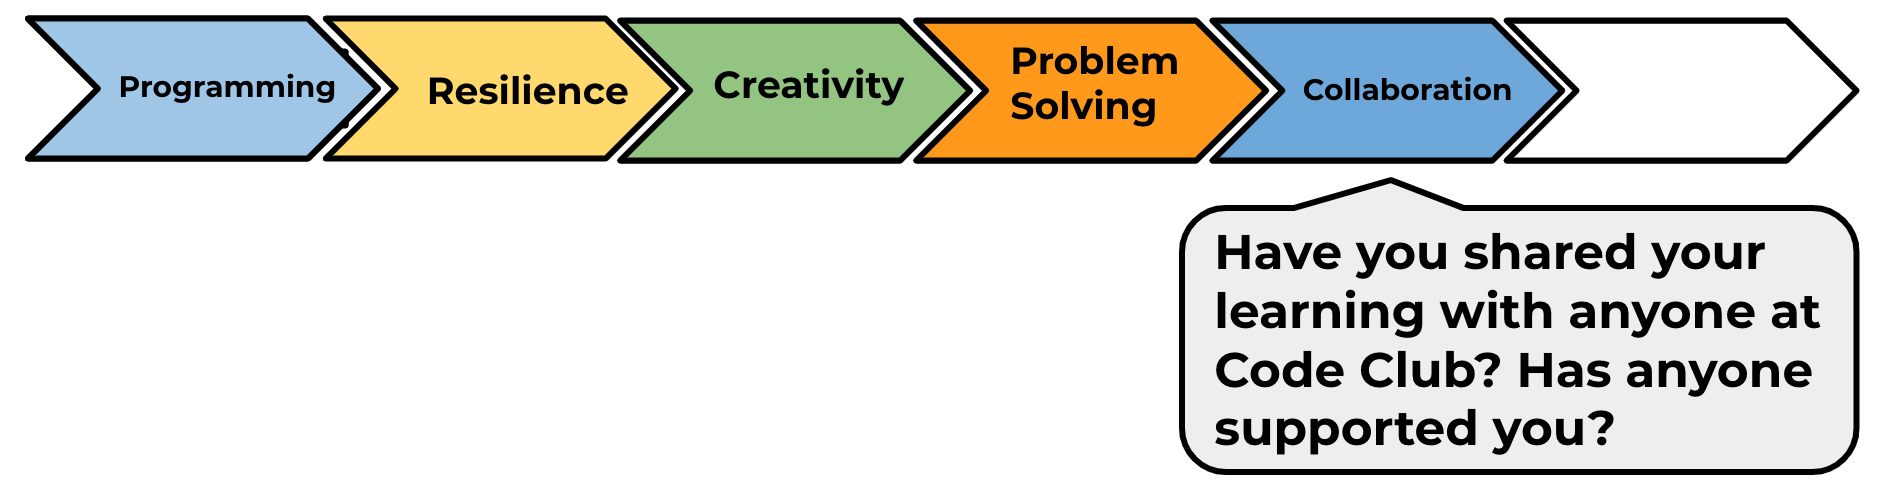 Programming
Resilience
Creativity
Problem
Solving
Collaboration
Have you shared your
learning with anyone at
Code Club? Has anyone
supported you?